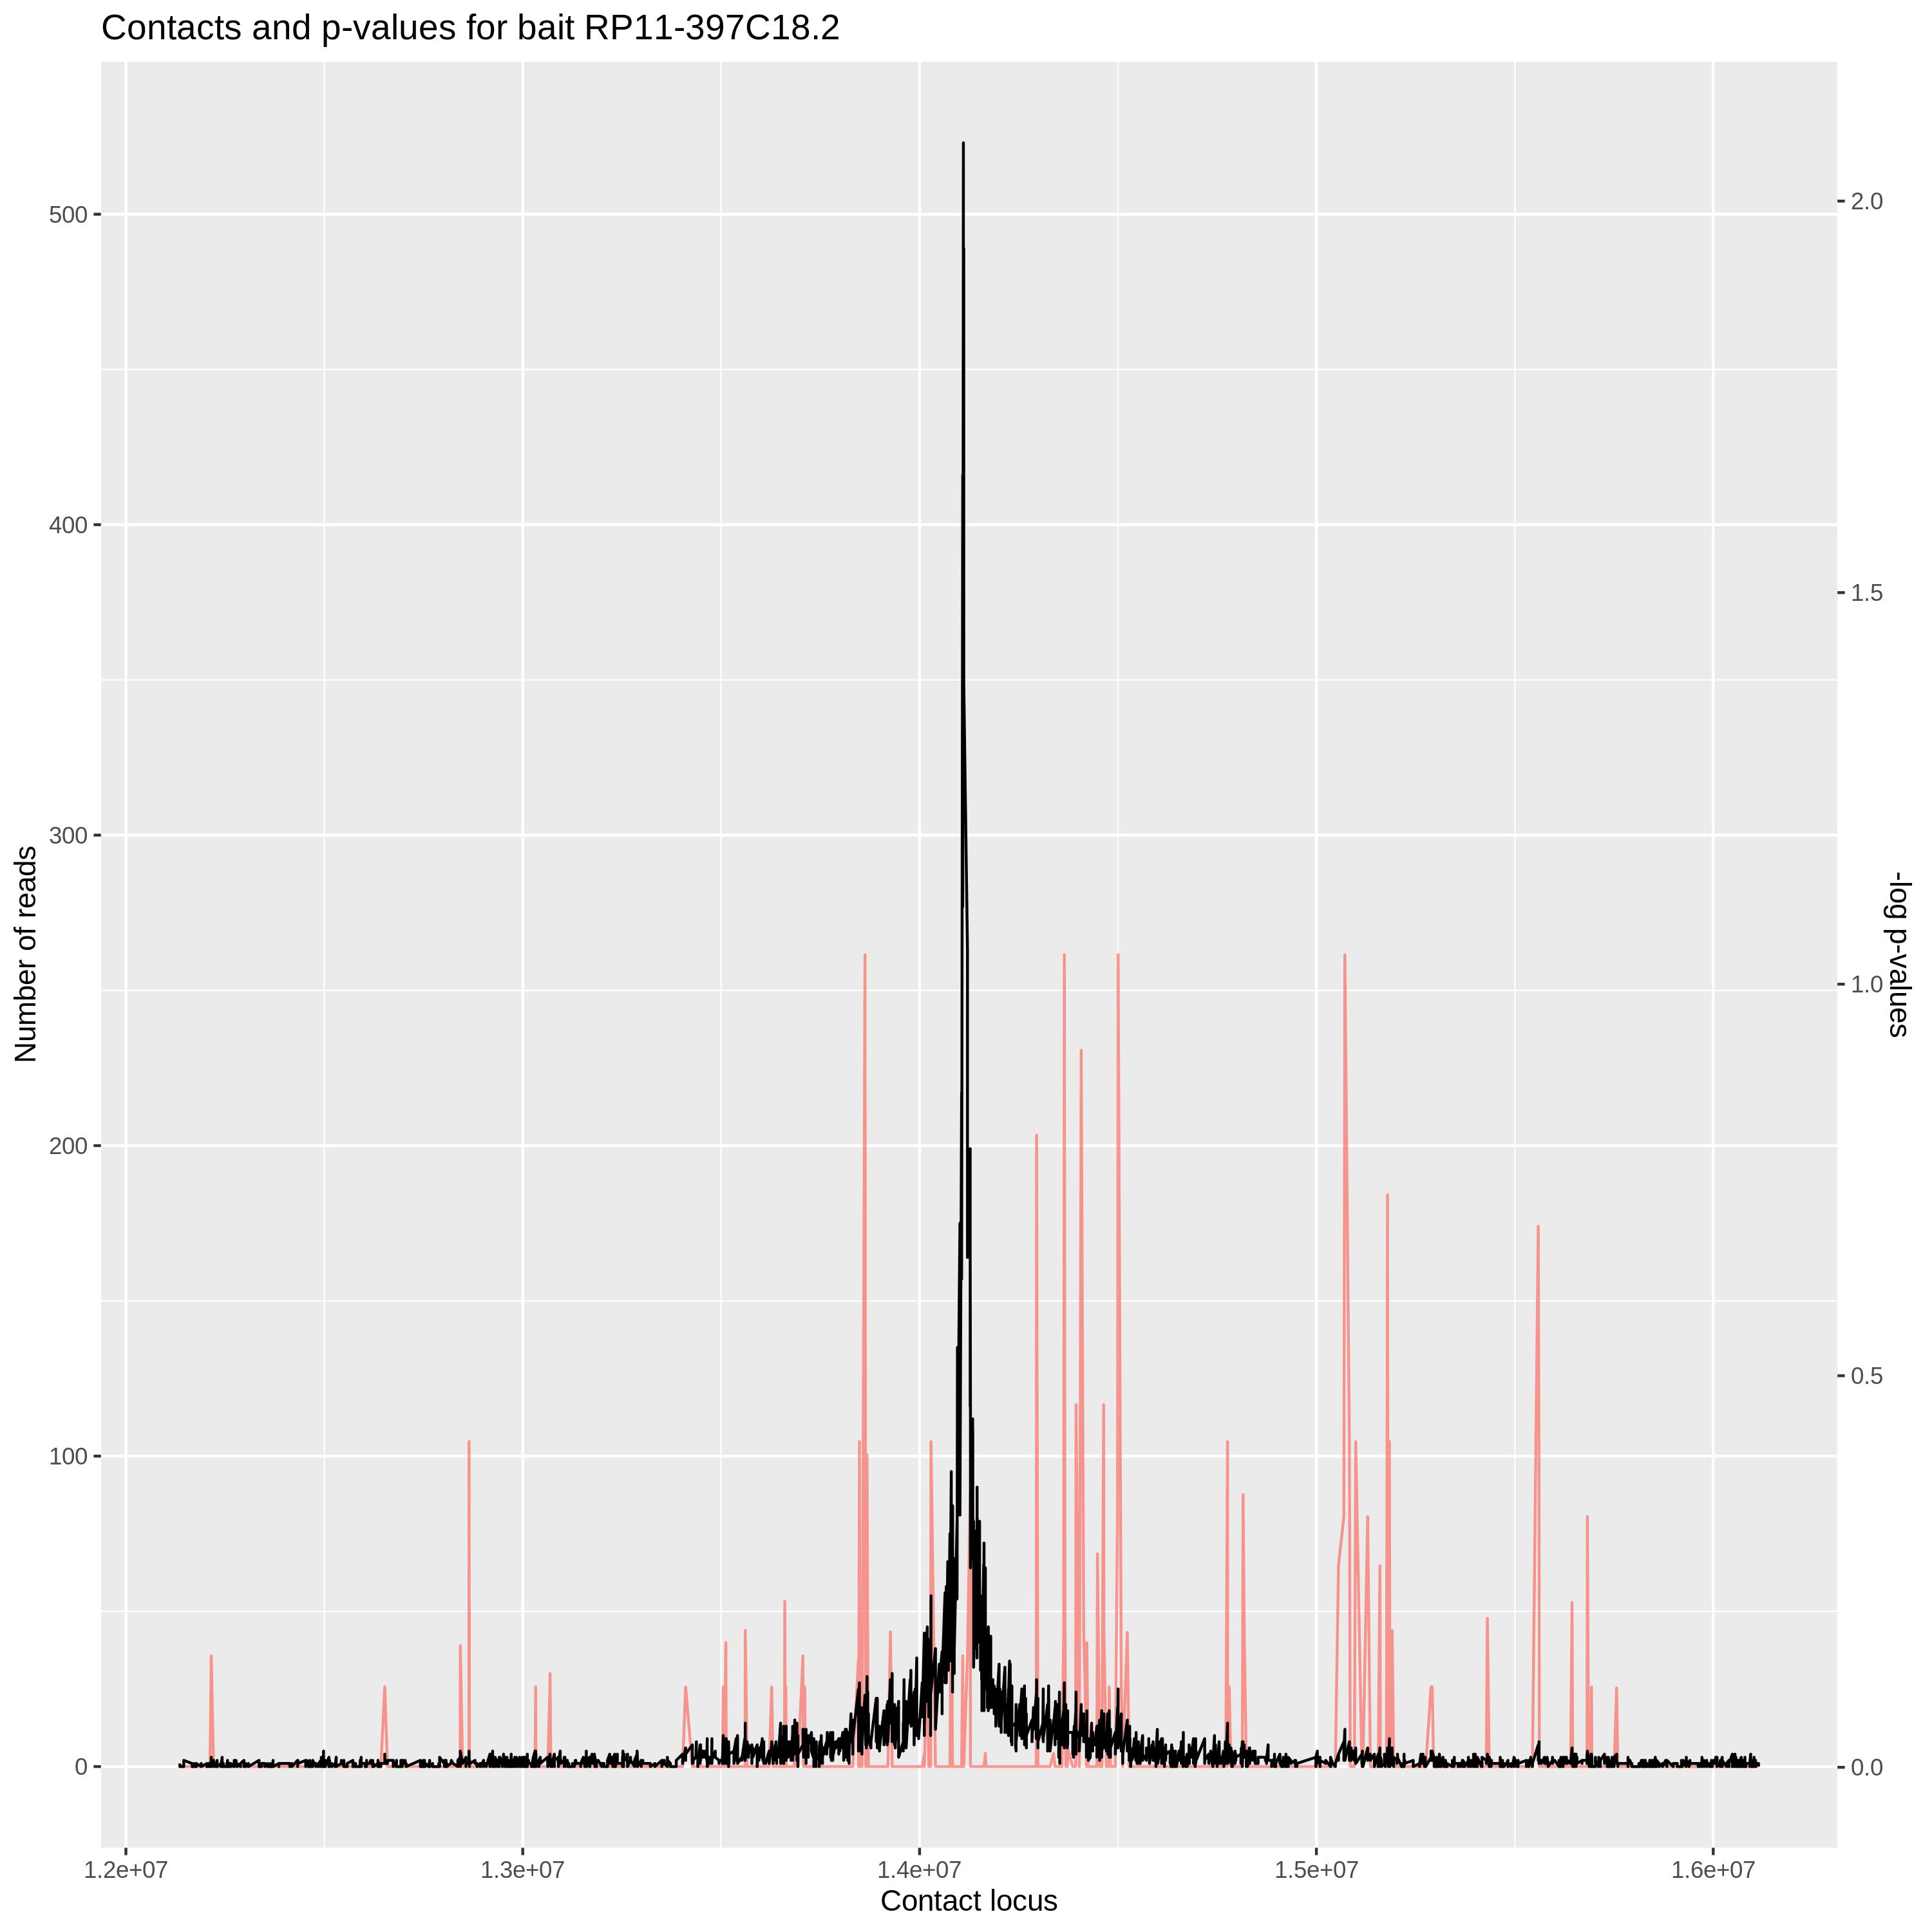 Contacts and p-values for bait RP11-397C18.2
500
400
300
200
100
0
Number of reads
2.0
1.5
1.0
0.5
0.0
-log p-values
1.2e+07 1.3e+07 1.4e+07 1.5e+07 1.6e+07
Contact locus